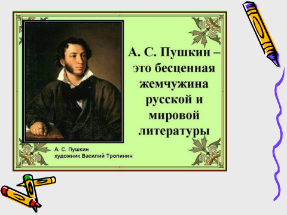 А. С. Пушкин –
это бесценная
жемчужина
русской и
мировой
литературы
А. С. Пушкин
художник Василий Тропинин